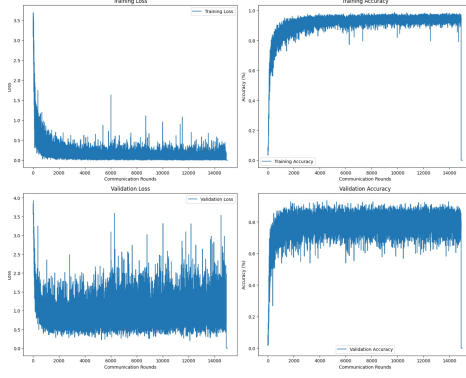 Training Loss
Training Loss
3.5
3.0
2.5
2.0
1.5
1.0
0.5
0.0
Loss
0 2000 4000 6000 8000 10000 12000 14000
Communication Rounds
Training Accuracy
1.0
0.8
0.6
0.4
0.2
0.0
Accuracy (%)
Training Accuracy
0 2000 4000 6000 8000 10000 12000 14000
Communication Rounds
Validation Loss
Validation Loss
4.0
3.5
3.0
2.5
2.0
1.5
1.0
0.5
0.0
Loss
0 2000 4000 6000 8000 10000 12000 14000
Communication Rounds
Validation Accuracy
0.8
0.6
0.4
0.2
0.0
Accuracy (%)
Validation Accuracy
0 2000 4000 6000 8000 10000 12000 14000
Communication Rounds